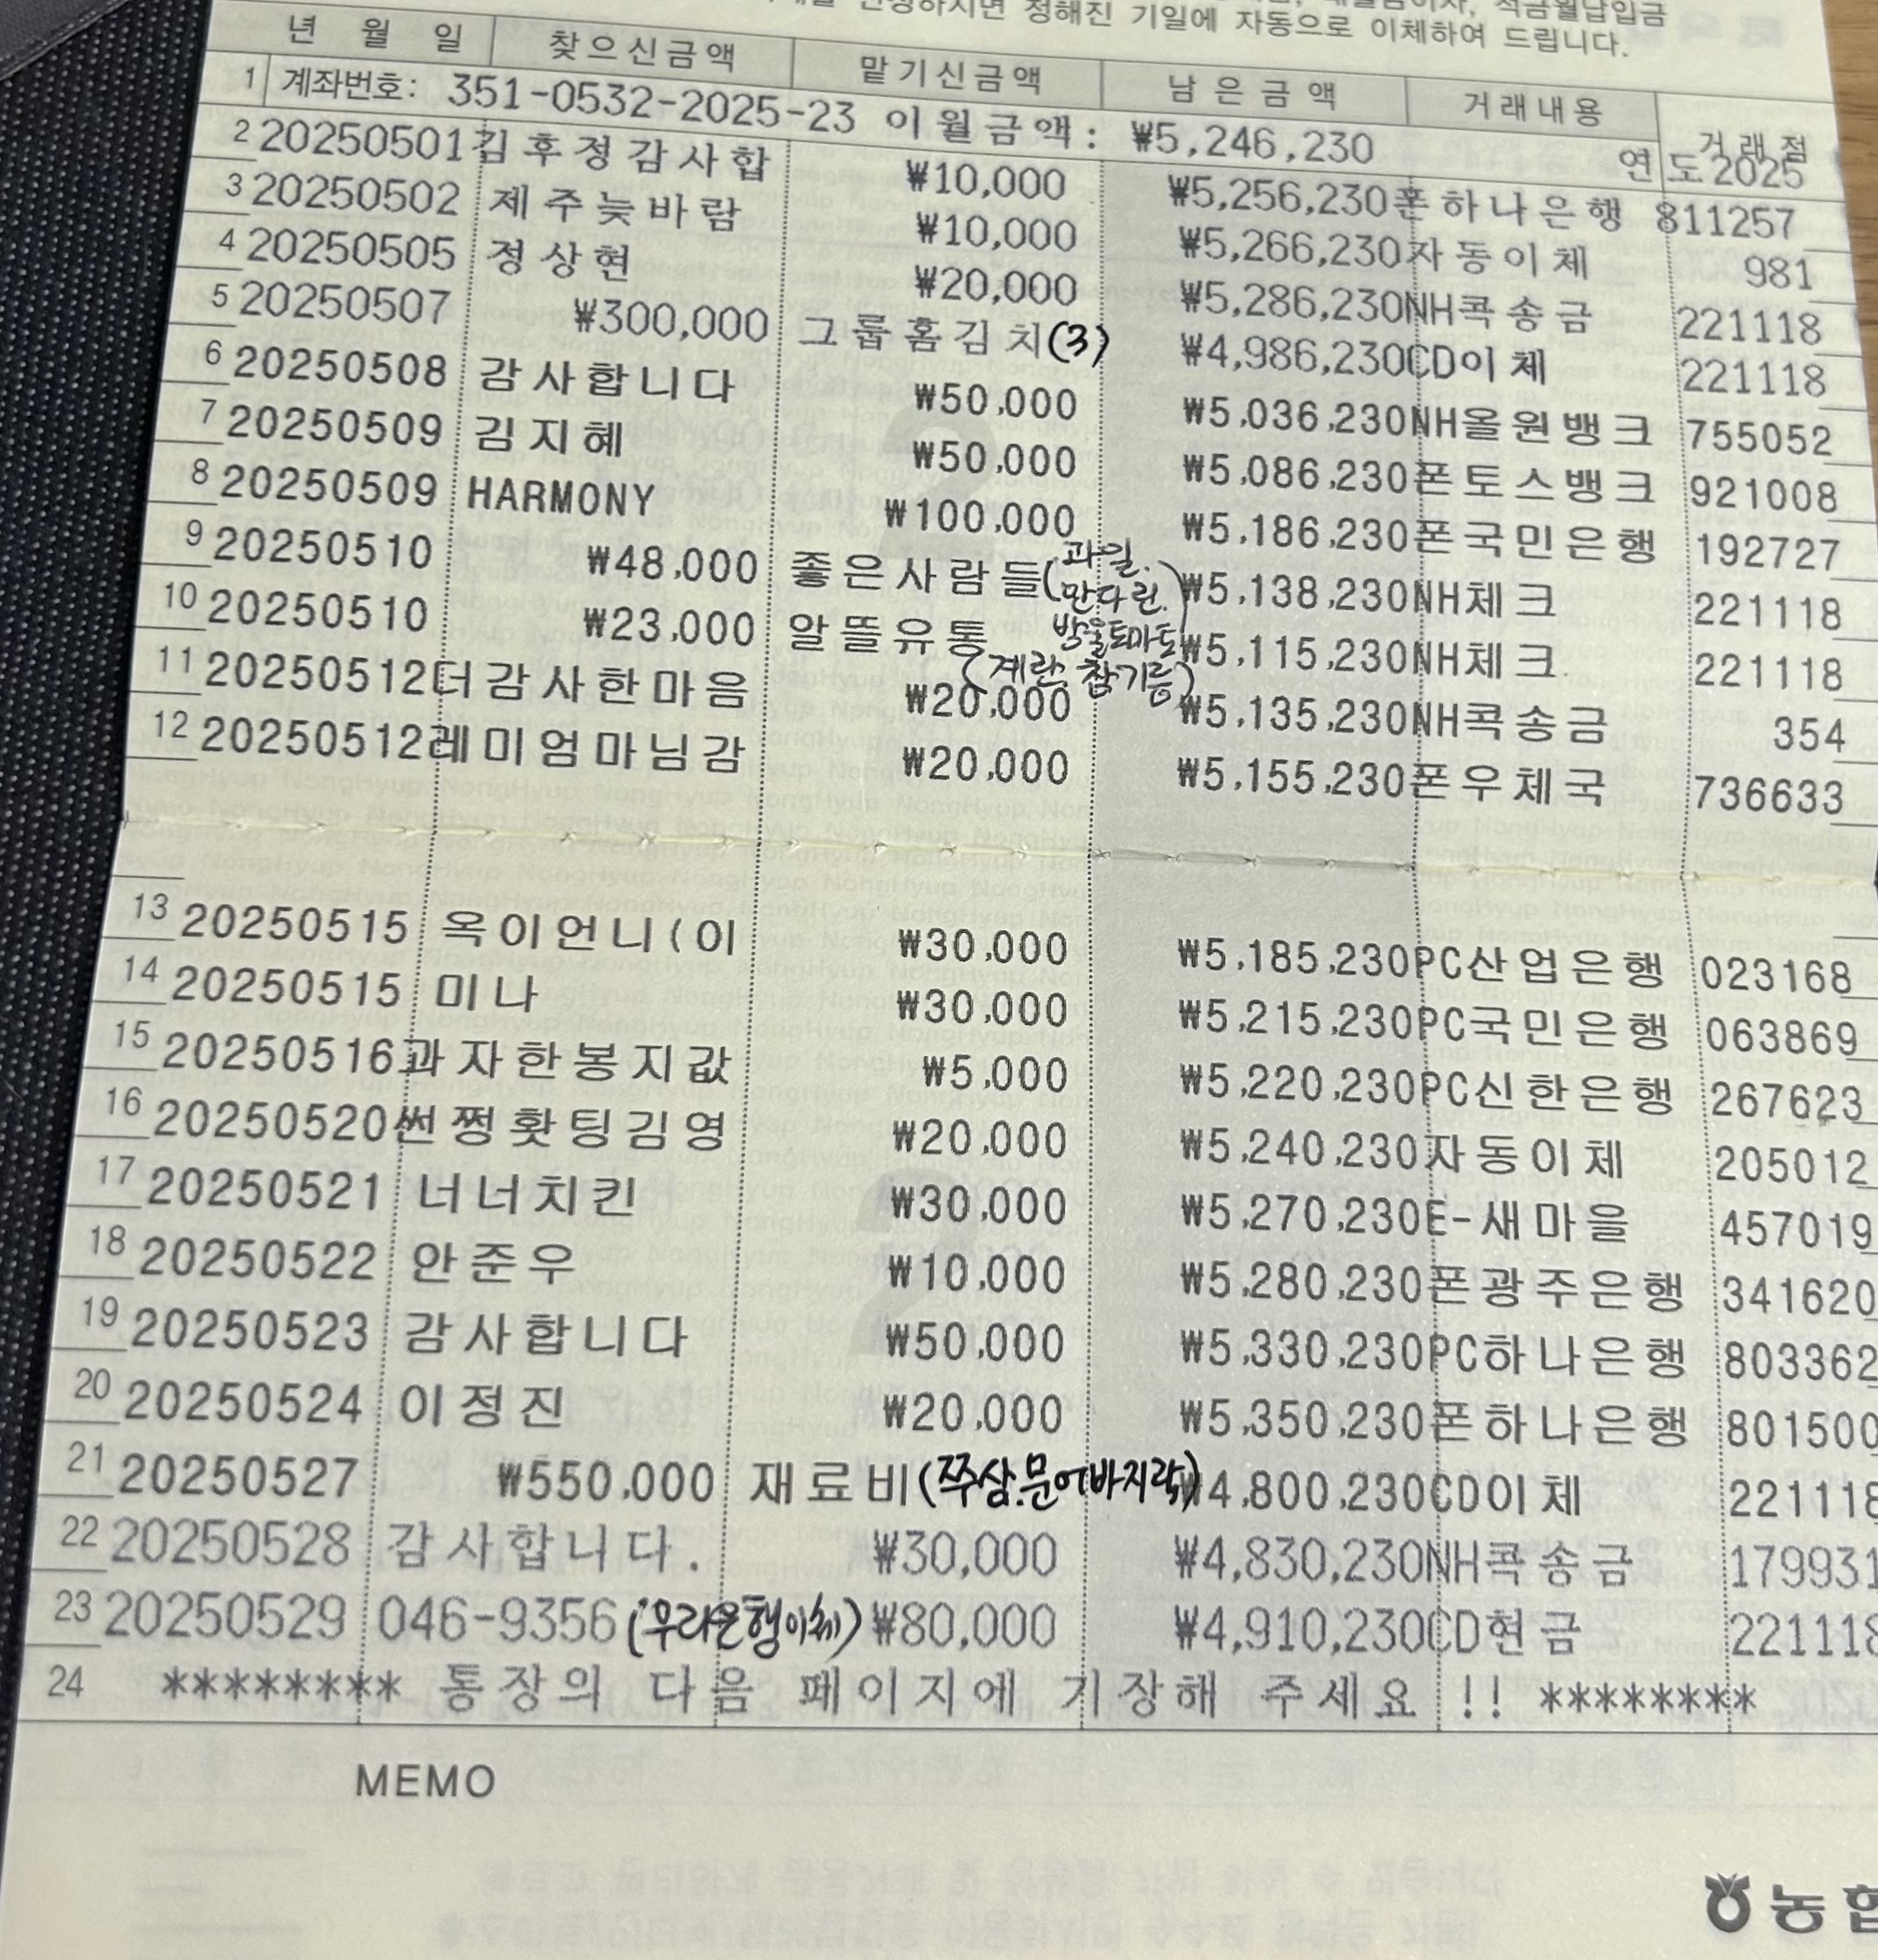 정해진 기일에 자동으로 이체하여 드립니다.
년 월 일 찾으신금액 맡기신금액 남은금액 거래내용 거래점
1 계좌번호: 351-0532-2025-23 이월금액: ₩5,246,230 연도2025
2 20250501 김후정감사합 ₩10,000 ₩5,256,230 폰하나은행 811257
3 20250502 제주늦바람 ₩10,000 ₩5,266,230 자동이체 981
4 20250505 정상현 ₩20,000 ₩5,286,230 NH콕송금 221118
5 20250507 ₩300,000 그룹홈김치(3) ₩4,986,230 CD이체 221118
6 20250508 감사합니다 ₩50,000 ₩5,036,230 NH올원뱅크 755052
7 20250509 김지혜 ₩50,000 ₩5,086,230 폰토스뱅크 921008
8 20250509 HARMONY ₩100,000 ₩5,186,230 폰국민은행 192727
9 20250510 ₩48,000 좋은사람들(과일. 만다린. 방울토마토) ₩5,138,230 NH체크 221118
10 20250510 ₩23,000 알뜰유통 (계란, 참기름) ₩5,115,230 NH체크 221118
11 20250512 더감사한마음 ₩20,000 ₩5,135,230 NH콕송금 354
12 20250512 레미엄마님감 ₩20,000 ₩5,155,230 폰우체국 736633
13 20250515 옥이언니(이 ₩30,000 ₩5,185,230 PC산업은행 023168
14 20250515 미나 ₩30,000 ₩5,215,230 PC국민은행 063869
15 20250516 과자한봉지값 ₩5,000 ₩5,220,230 PC신한은행 267623
16 20250520 썬쩡홧팅김영 ₩20,000 ₩5,240,230 자동이체 205012
17 20250521 너너치킨 ₩30,000 ₩5,270,230 E-새마을 457019
18 20250522 안준우 ₩10,000 ₩5,280,230 폰광주은행 341620
19 20250523 감사합니다 ₩50,000 ₩5,330,230 PC하나은행 803362
20 20250524 이정진 ₩20,000 ₩5,350,230 폰하나은행 801500
21 20250527 ₩550,000 재료비(쭈삼.문어바지락) ₩4,800,230 CD이체 221118
22 20250528 감사합니다. ₩30,000 ₩4,830,230 NH콕송금 179931
23 20250529 046-9356 (우리은행이체) ₩80,000 ₩4,910,230 CD현금 221118
24 ******** 통장의 다음 페이지에 기장해 주세요 !! ********
MEMO
농협